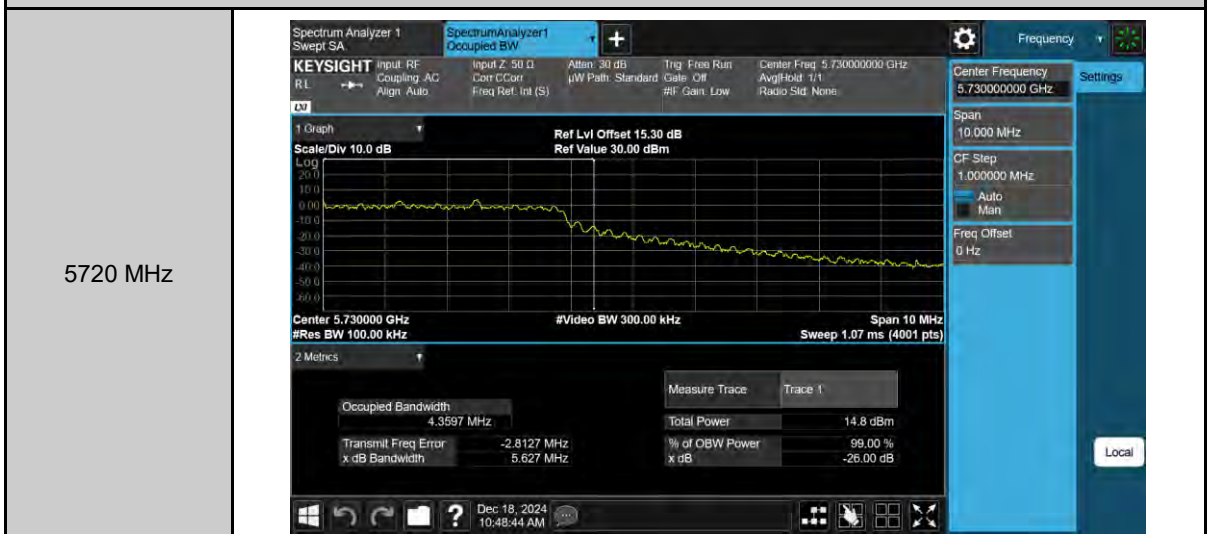 5720 MHz
Spectrum Analyzer 1
Swept SA
SpectrumAnalyzer1
Occupied BW
+
Frequency
KEYSIGHT
RL
LXI
Input: RF
Coupling: AC
Align: Auto
Input Z: 50 Ω
Corr CCorr
Freq Ref: Int (S)
Atten: 30 dB
µW Path: Standard
Trig: Free Run
Gate: Off
#IF Gain: Low
Center Freq: 5.730000000 GHz
Avg|Hold: 1/1
Radio Std: None
Center Frequency
5.730000000 GHz
Settings
Span
10.000 MHz
CF Step
1.000000 MHz
Auto
Man
Freq Offset
0 Hz
Local
1 Graph
Scale/Div 10.0 dB
Ref Lvl Offset 15.30 dB
Ref Value 30.00 dBm
Log
20.0
10.0
0.00
-10.0
-20.0
-30.0
-40.0
-50.0
-60.0
Center 5.730000 GHz
#Res BW 100.00 kHz
#Video BW 300.00 kHz
Span 10 MHz
Sweep 1.07 ms (4001 pts)
2 Metrics
Measure Trace Trace 1
Occupied Bandwidth
4.3597 MHz
Total Power 14.8 dBm
Transmit Freq Error -2.8127 MHz
% of OBW Power 99.00 %
x dB Bandwidth 5.627 MHz
x dB -26.00 dB
?
Dec 18, 2024
10:48:44 AM